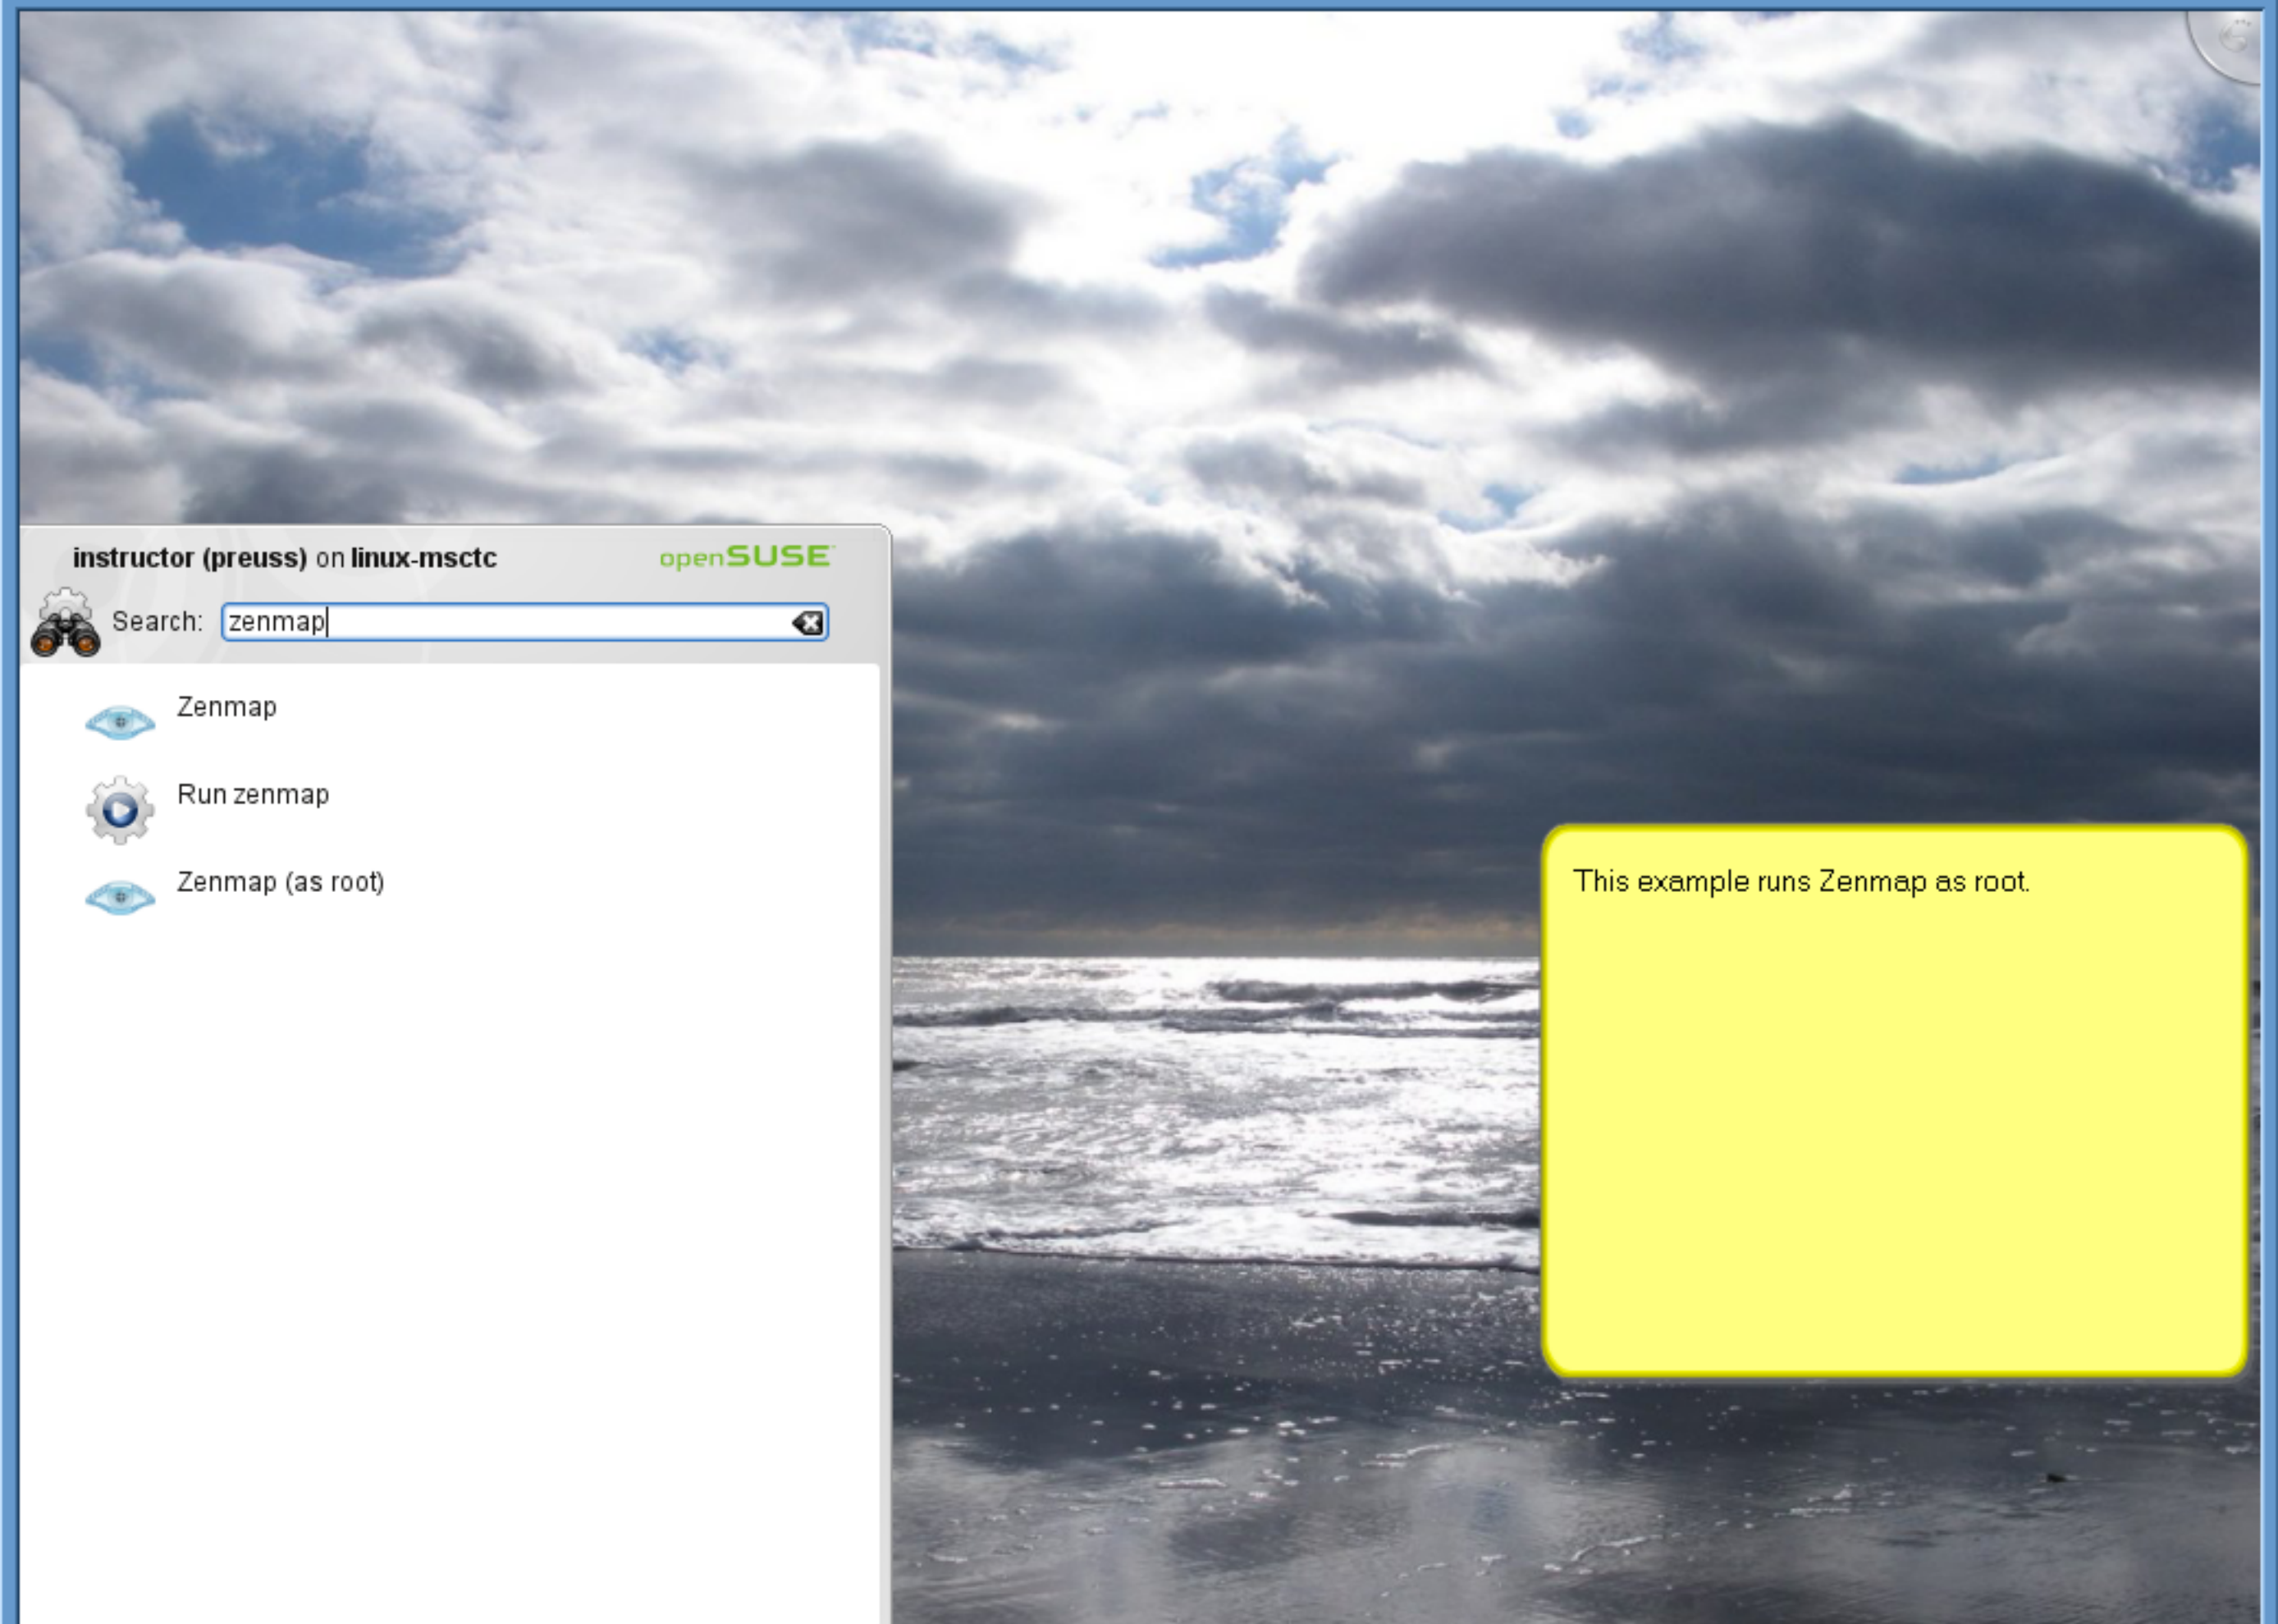 instructor (preuss) on linux-msctc
openSUSE
Search: zenmap
Zenmap
Run zenmap
Zenmap (as root)
This example runs Zenmap as root.